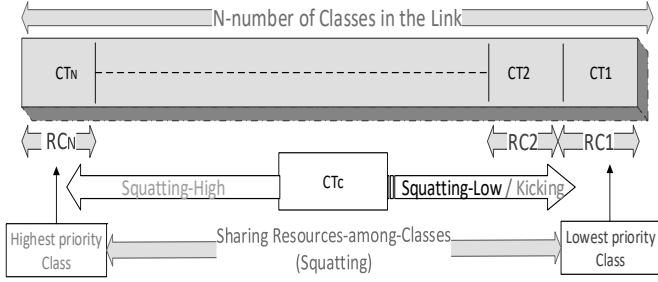 N-number of Classes in the Link
CTN CT2 CT1
RCN RC2 RC1
CTc
Squatting-High Squatting-Low / Kicking
Highest priority
Class
Sharing Resources-among-Classes
(Squatting)
Lowest priority
Class